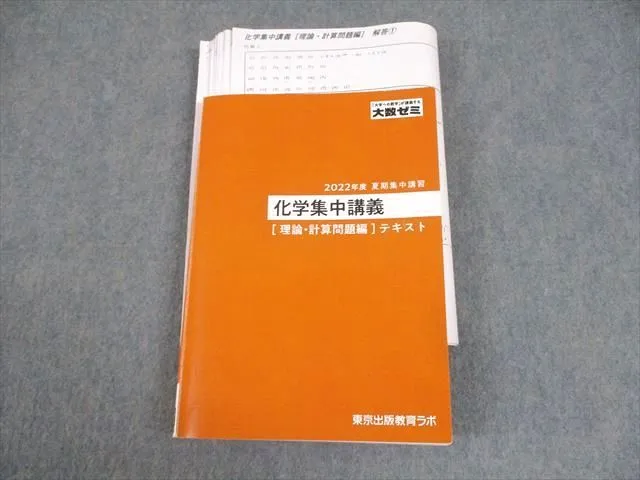 化学集中講義 [理論・計算問題編] 解答①
「大学への数学」が講義する
大数ゼミ
2022年度 夏期集中講習
化学集中講義
[理論・計算問題編]テキスト
東京出版教育ラボ